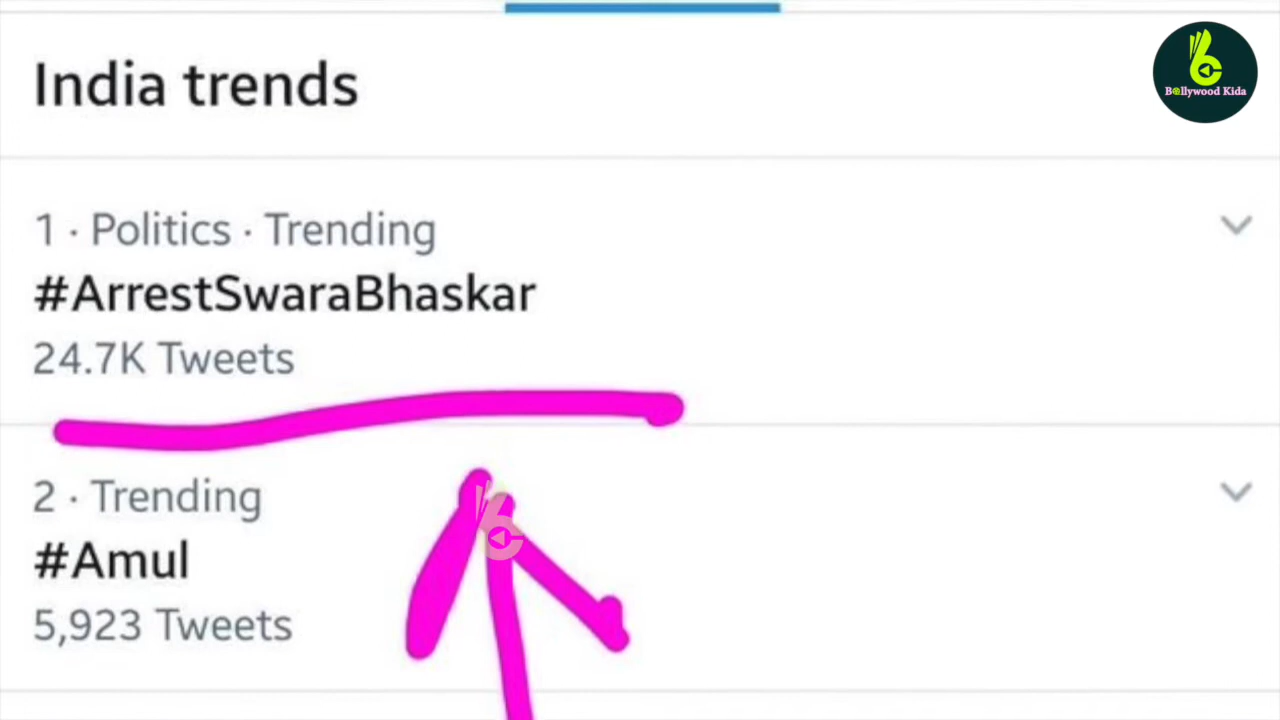 India trends
Bollywood Kida
1 · Politics · Trending
#ArrestSwaraBhaskar
24.7K Tweets
2 · Trending
#Amul
5,923 Tweets